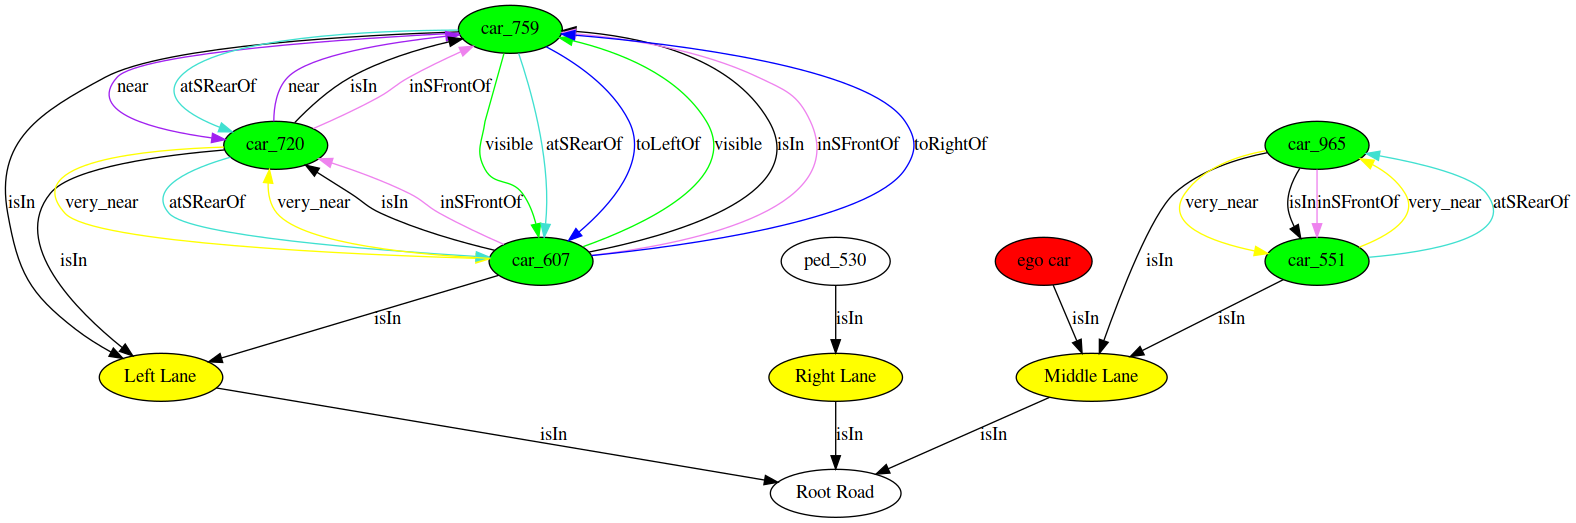 car_759
near
atSRearOf
near
isIn
inSFrontOf
car_720
visible
atSRearOf
toLeftOf
visible
isIn
inSFrontOf
toRightOf
car_965
isIn
very_near
atSRearOf
very_near
isIn
inSFrontOf
very_near
isIn
inSFrontOf
very_near
atSRearOf
isIn
car_607
ped_530
ego car
isIn
car_551
isIn
isIn
isIn
isIn
Left Lane
Right Lane
Middle Lane
isIn
isIn
isIn
Root Road